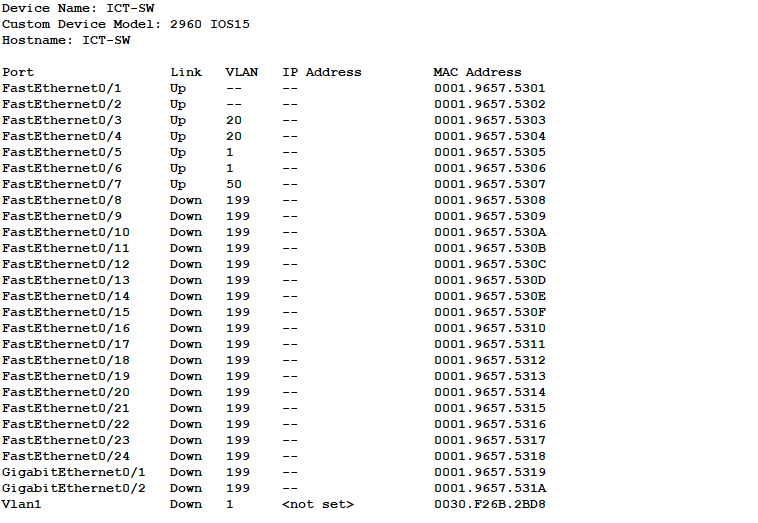 Device Name: ICT-SW
Custom Device Model: 2960 IOS15
Hostname: ICT-SW

Port Link VLAN IP Address MAC Address
FastEthernet0/1 Up -- -- 0001.9657.5301
FastEthernet0/2 Up -- -- 0001.9657.5302
FastEthernet0/3 Up 20 -- 0001.9657.5303
FastEthernet0/4 Up 20 -- 0001.9657.5304
FastEthernet0/5 Up 1 -- 0001.9657.5305
FastEthernet0/6 Up 1 -- 0001.9657.5306
FastEthernet0/7 Up 50 -- 0001.9657.5307
FastEthernet0/8 Down 199 -- 0001.9657.5308
FastEthernet0/9 Down 199 -- 0001.9657.5309
FastEthernet0/10 Down 199 -- 0001.9657.530A
FastEthernet0/11 Down 199 -- 0001.9657.530B
FastEthernet0/12 Down 199 -- 0001.9657.530C
FastEthernet0/13 Down 199 -- 0001.9657.530D
FastEthernet0/14 Down 199 -- 0001.9657.530E
FastEthernet0/15 Down 199 -- 0001.9657.530F
FastEthernet0/16 Down 199 -- 0001.9657.5310
FastEthernet0/17 Down 199 -- 0001.9657.5311
FastEthernet0/18 Down 199 -- 0001.9657.5312
FastEthernet0/19 Down 199 -- 0001.9657.5313
FastEthernet0/20 Down 199 -- 0001.9657.5314
FastEthernet0/21 Down 199 -- 0001.9657.5315
FastEthernet0/22 Down 199 -- 0001.9657.5316
FastEthernet0/23 Down 199 -- 0001.9657.5317
FastEthernet0/24 Down 199 -- 0001.9657.5318
GigabitEthernet0/1 Down 199 -- 0001.9657.5319
GigabitEthernet0/2 Down 199 -- 0001.9657.531A
Vlan1 Down 1 <not set> 0030.F26B.2BD8